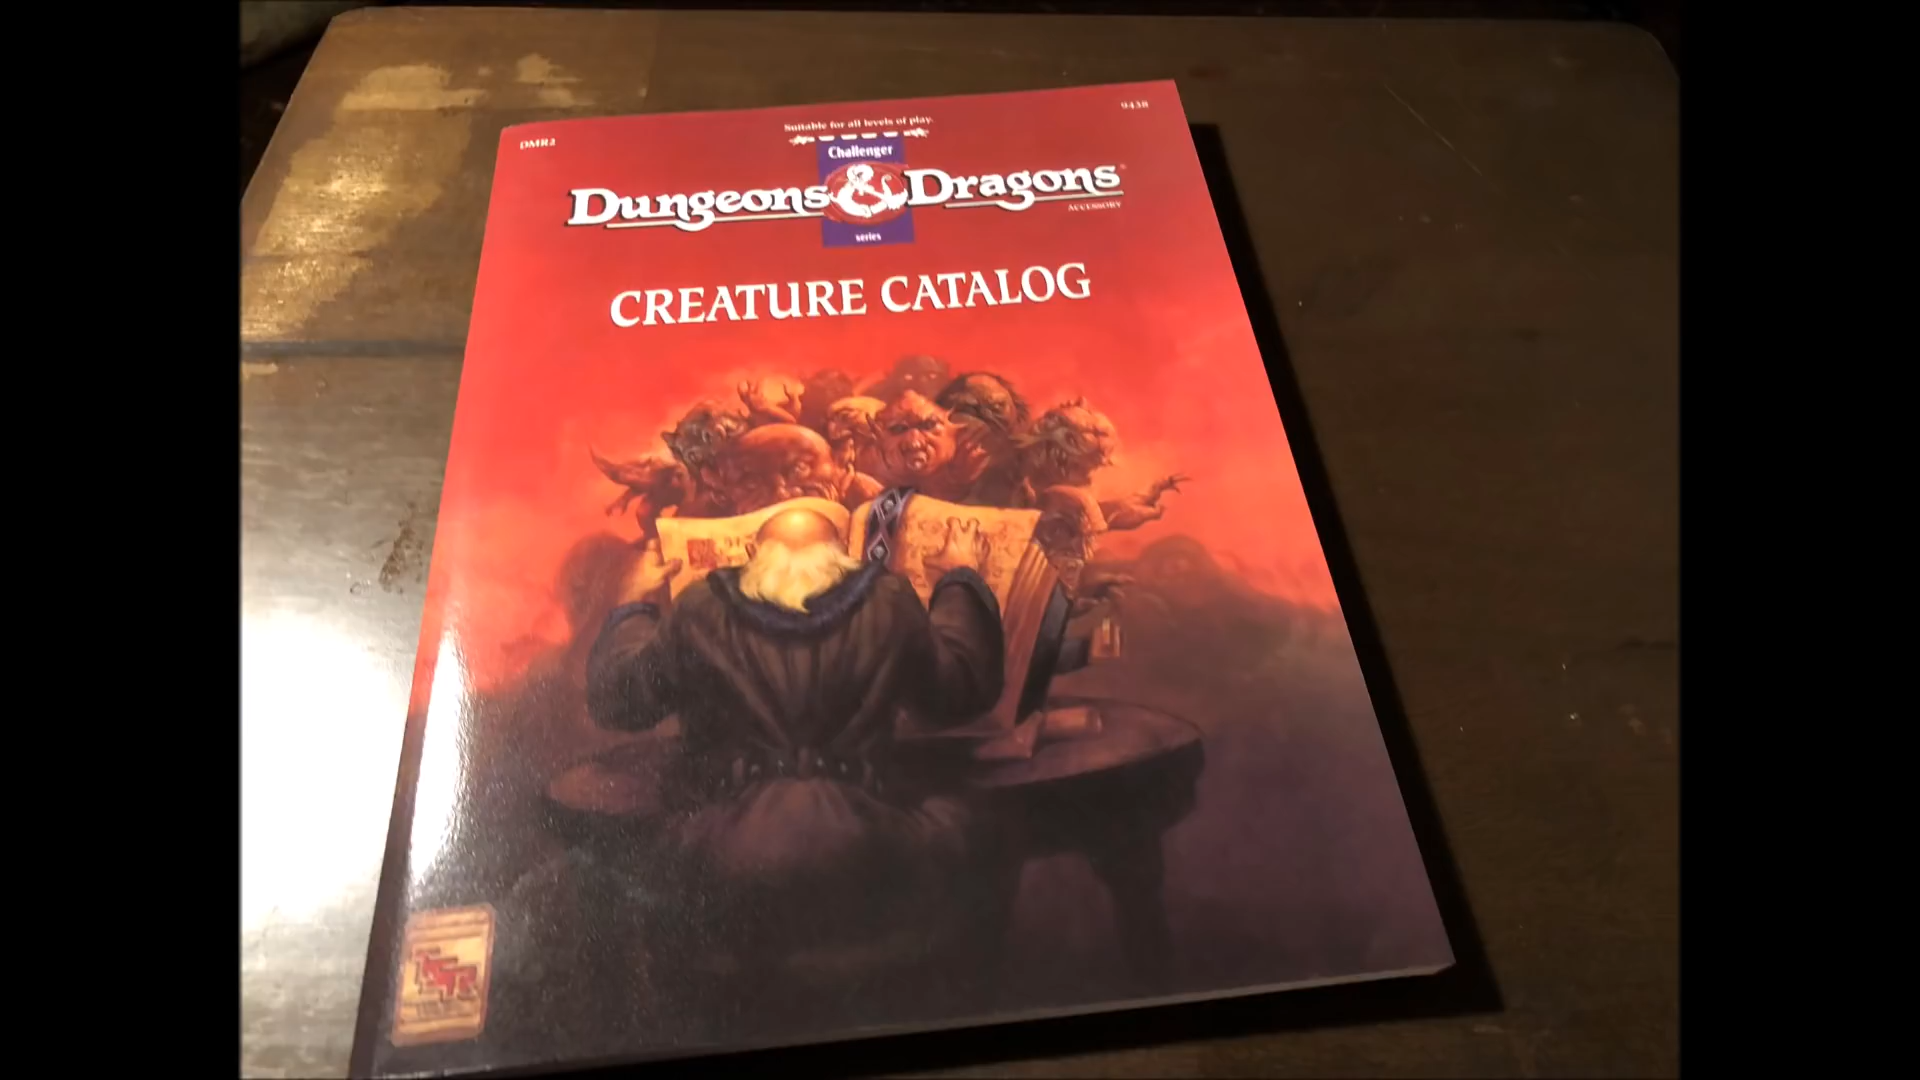 DMR2
Suitable for all levels of play.
9438
Challenger
Dungeons & Dragons
ACCESSORY
series
CREATURE CATALOG
TSR